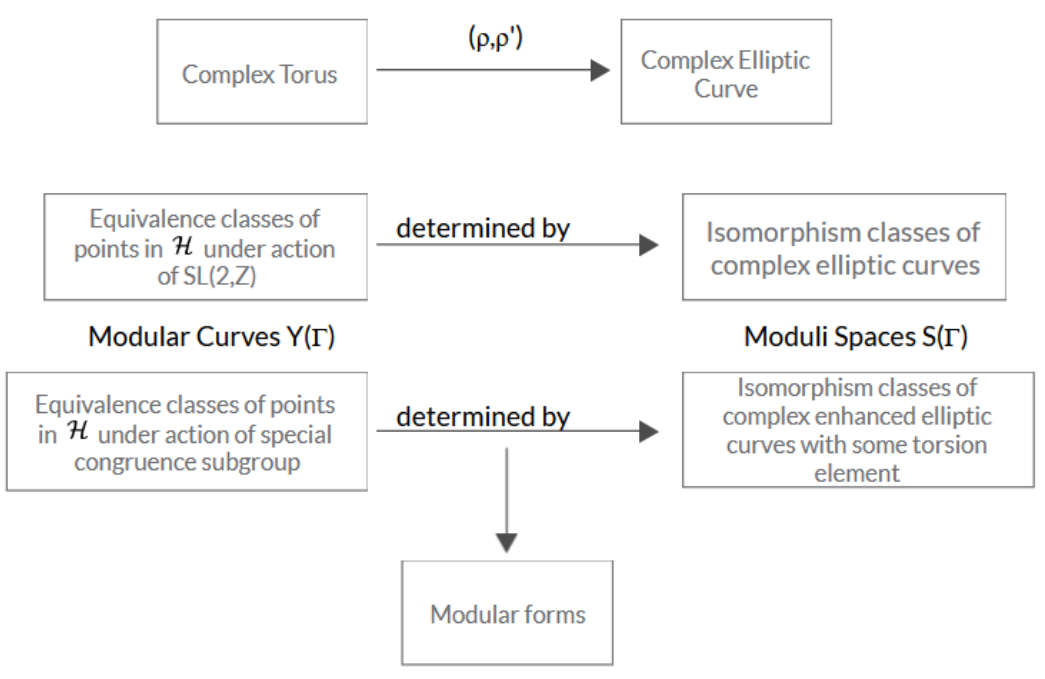 (ρ,ρ')
Complex Torus
Complex Elliptic
Curve
Equivalence classes of
points in ℋ under action
of SL(2,Z)
determined by
Isomorphism classes of
complex elliptic curves
Modular Curves Y(Γ)
Moduli Spaces S(Γ)
Equivalence classes of points
in ℋ under action of special
congruence subgroup
determined by
Isomorphism classes of
complex enhanced elliptic
curves with some torsion
element
Modular forms